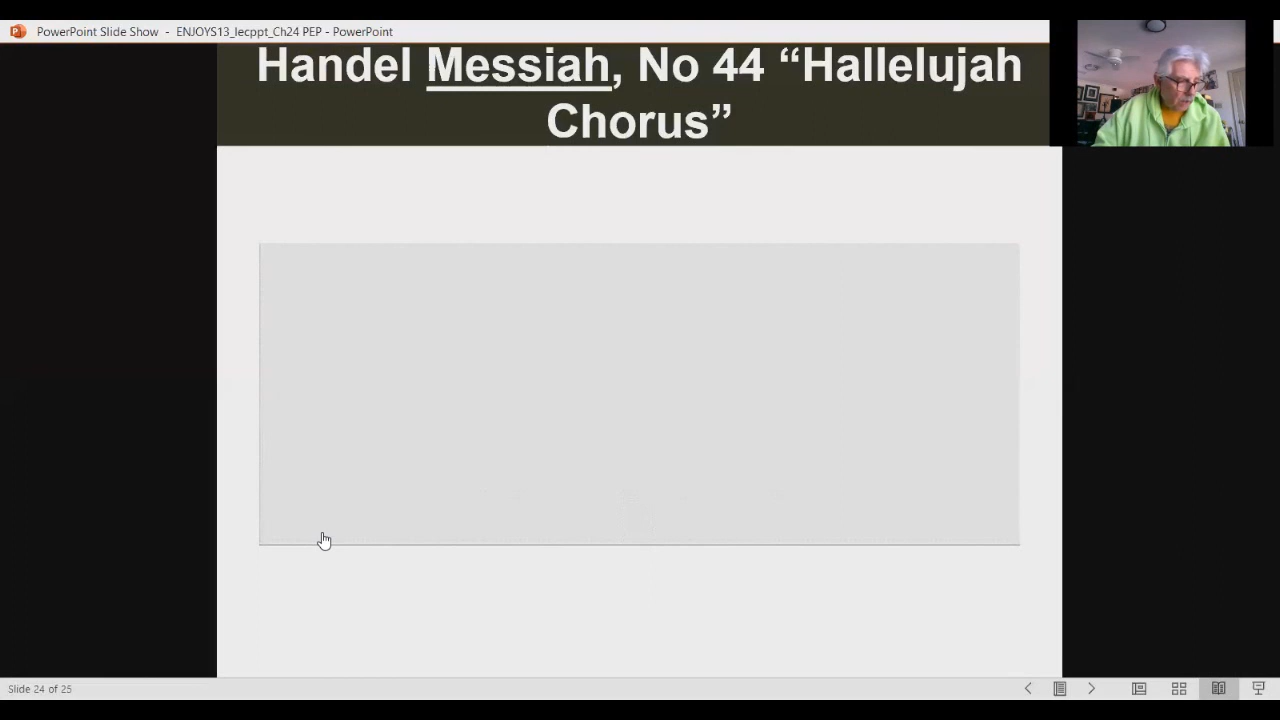 PowerPoint Slide Show - ENJOYS13_lecppt_Ch24 PEP - PowerPoint
Handel Messiah, No 44 “Hallelujah
Chorus”
Slide 24 of 25